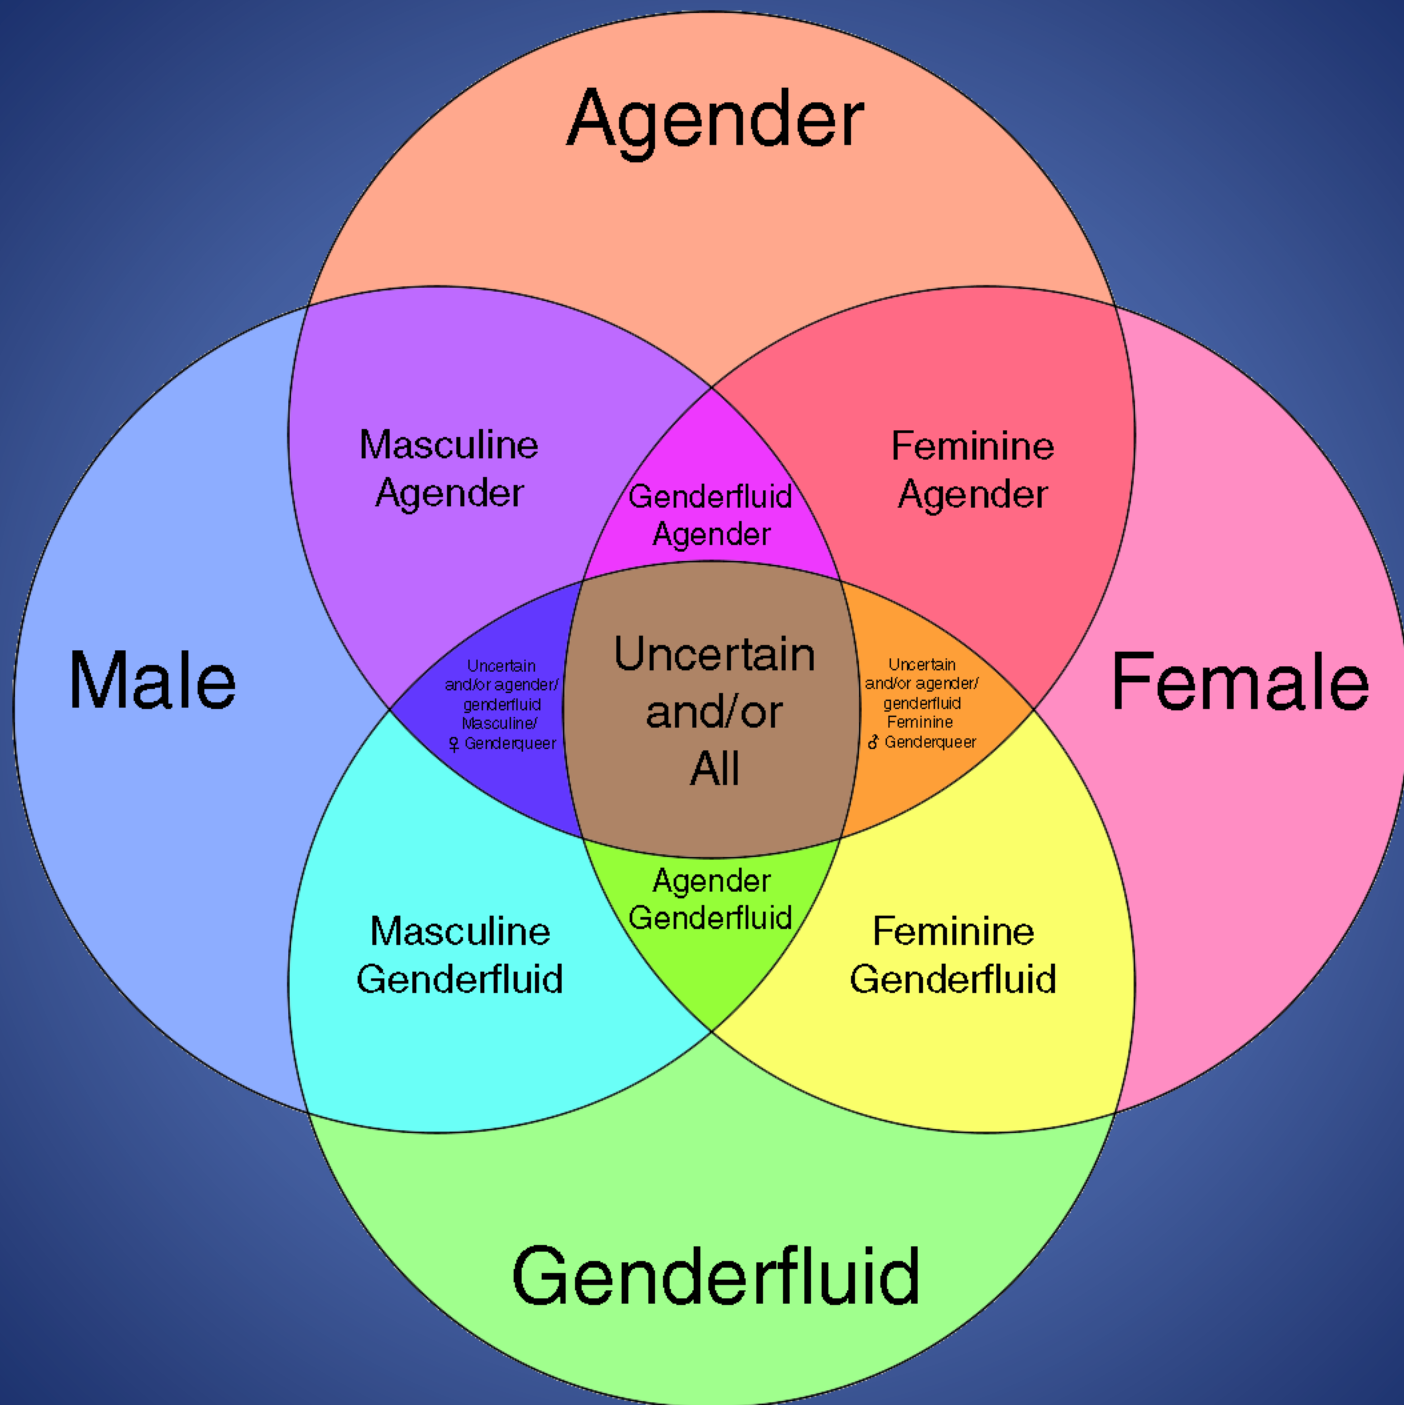 Agender
Masculine
Agender
Feminine
Agender
Genderfluid
Agender
Male
Uncertain
and/or agender/
genderfluid
Masculine/
♀ Genderqueer
Uncertain
and/or
All
Uncertain
and/or agender/
genderfluid
Feminine
♂ Genderqueer
Female
Agender
Genderfluid
Masculine
Genderfluid
Feminine
Genderfluid
Genderfluid